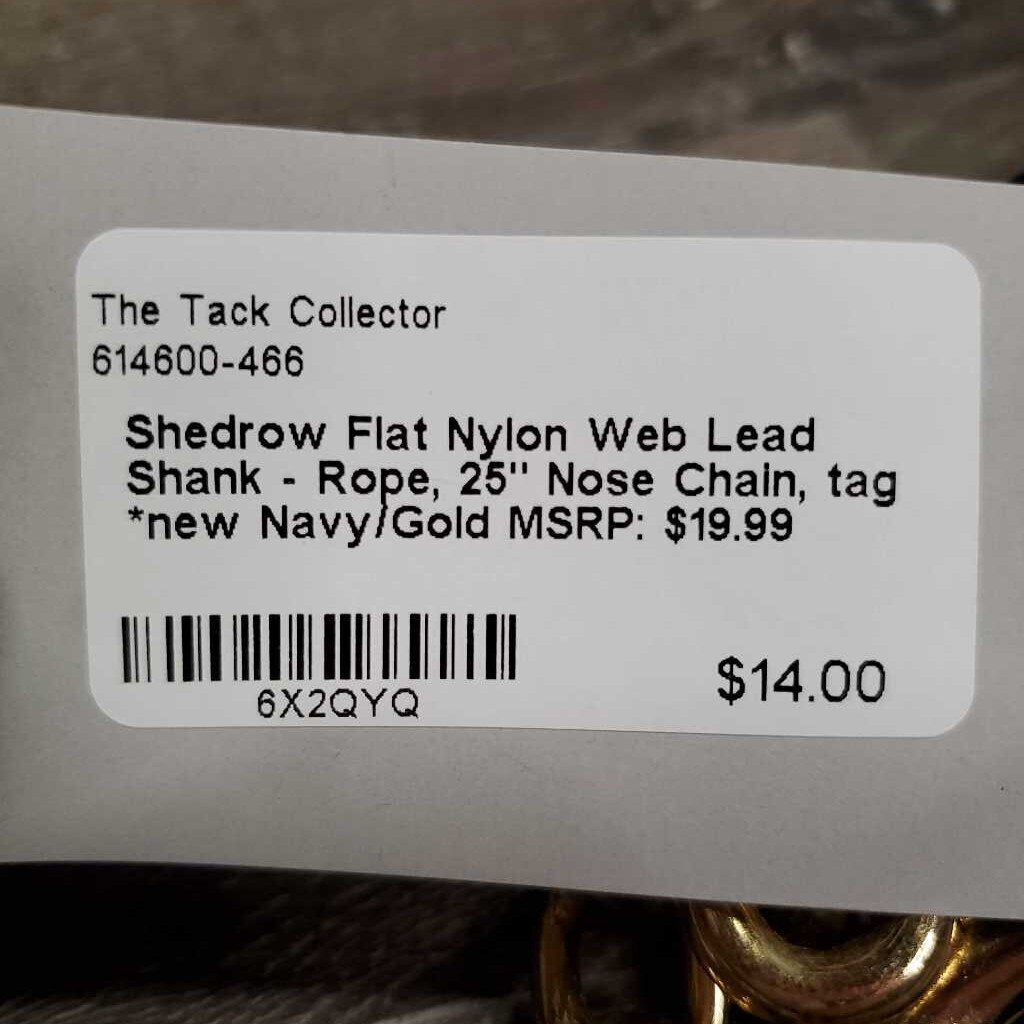 The Tack Collector
614600-466
Shedrow Flat Nylon Web Lead
Shank - Rope, 25" Nose Chain, tag
*new Navy/Gold MSRP: $19.99
6X2QYQ
$14.00